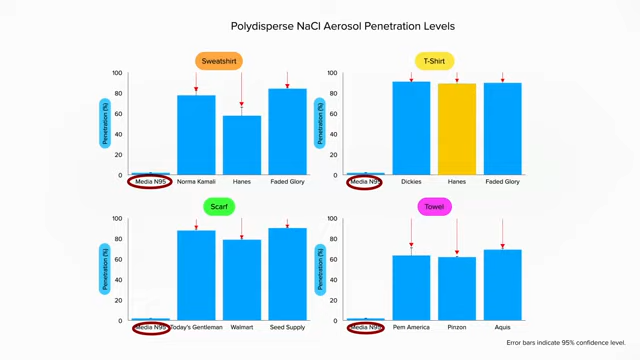 Polydisperse NaCl Aerosol Penetration Levels
Sweatshirt
Penetration (%)
100
80
60
40
20
0
Media N95 Norma Kamali Hanes Faded Glory
T-Shirt
Penetration (%)
100
80
60
40
20
0
Media N95 Dickies Hanes Faded Glory
Scarf
Penetration (%)
100
80
60
40
20
0
Media N95 Today's Gentleman Walmart Seed Supply
Towel
Penetration (%)
100
80
60
40
20
0
Media N95 Pem America Pinzon Aquis
Error bars indicate 95% confidence level.